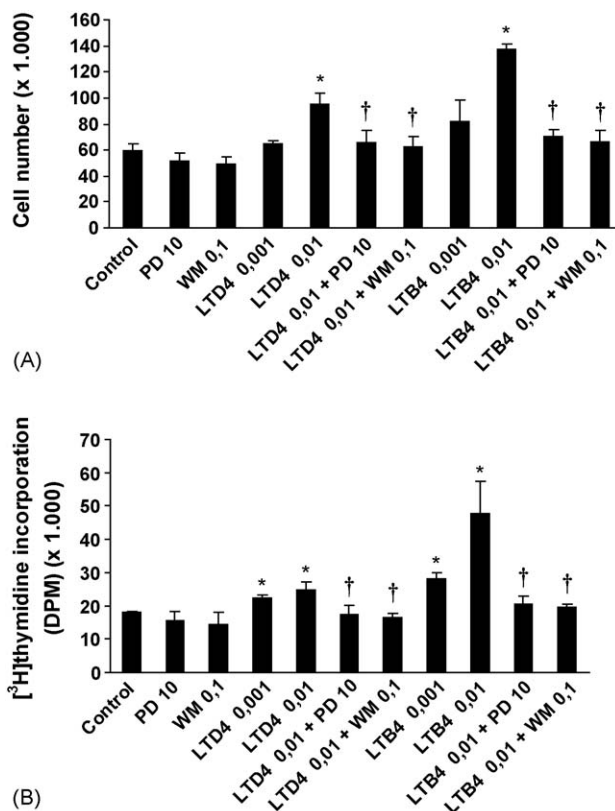 160
140
120
100
80
60
40
20
0
Cell number (x 1.000)
*
†
†
*
†
†
Control
PD 10
WM 0,1
LTD4 0,001
LTD4 0,01
LTD4 0,01 + PD 10
LTD4 0,01 + WM 0,1
LTB4 0,001
LTB4 0,01
LTB4 0,01 + PD 10
LTB4 0,01 + WM 0,1
(A)
70
60
50
40
30
20
10
0
[³H]thymidine incorporation
(DPM) (x 1.000)
*
*
†
†
*
*
†
†
Control
PD 10
WM 0,1
LTD4 0,001
LTD4 0,01
LTD4 0,01 + PD 10
LTD4 0,01 + WM 0,1
LTB4 0,001
LTB4 0,01
LTB4 0,01 + PD 10
LTB4 0,01 + WM 0,1
(B)